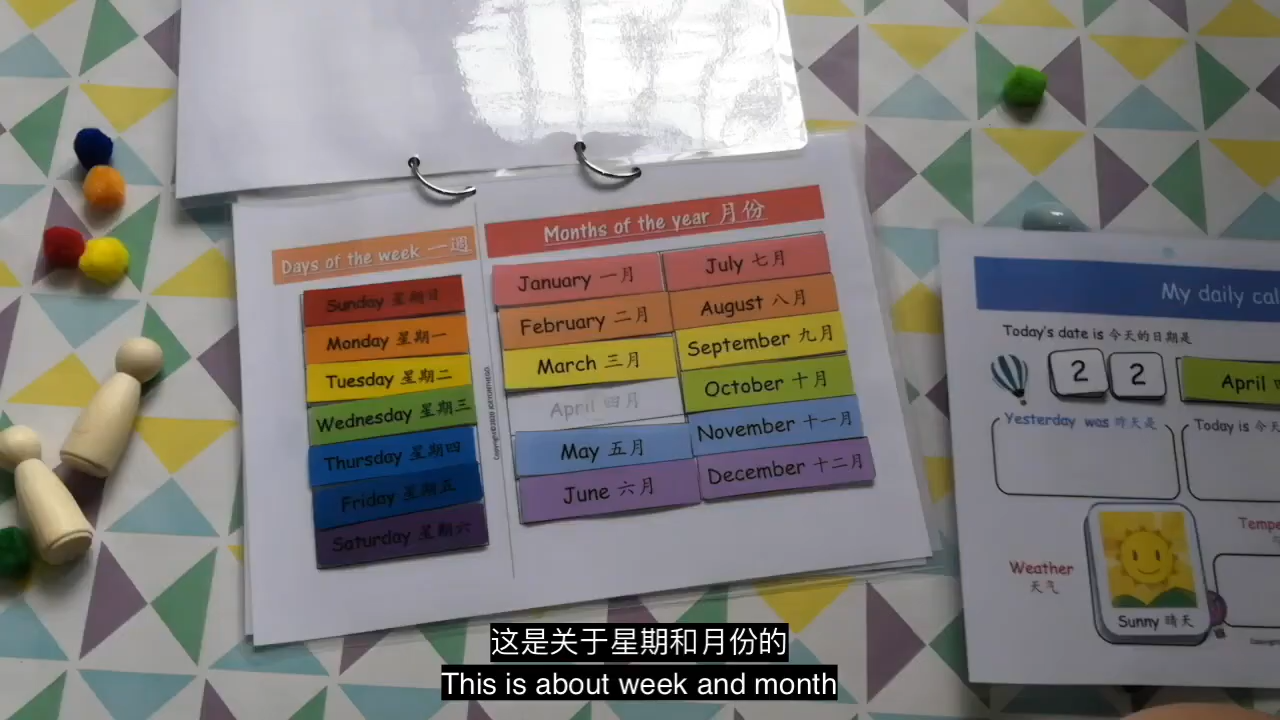 Days of the week 一週
Sunday 星期日
Monday 星期一
Tuesday 星期二
Wednesday 星期三
Thursday 星期四
Friday 星期五
Saturday 星期六
Months of the year 月份
January 一月
February 二月
March 三月
April 四月
May 五月
June 六月
July 七月
August 八月
September 九月
October 十月
November 十一月
December 十二月
My daily cal
Today's date is 今天的日期是
2 2 April
Yesterday was 昨天是
Today is 今天
Weather
天气
Sunny 晴天
Tempe
这是关于星期和月份的
This is about week and month